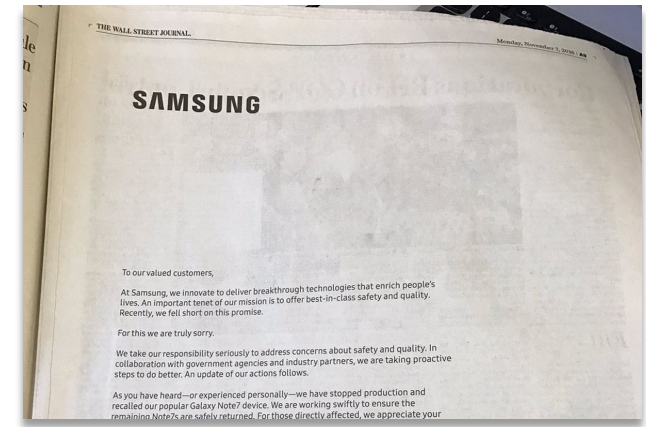 THE WALL STREET JOURNAL.
Monday, November 7, 2016 | A9
SAMSUNG
To our valued customers,
At Samsung, we innovate to deliver breakthrough technologies that enrich people's
lives. An important tenet of our mission is to offer best-in-class safety and quality.
Recently, we fell short on this promise.
For this we are truly sorry.
We take our responsibility seriously to address concerns about safety and quality. In
collaboration with government agencies and industry partners, we are taking proactive
steps to do better. An update of our actions follows.
As you have heard—or experienced personally—we have stopped production and
recalled our popular Galaxy Note7 device. We are working swiftly to ensure the
remaining Note7s are safely returned. For those directly affected, we appreciate your